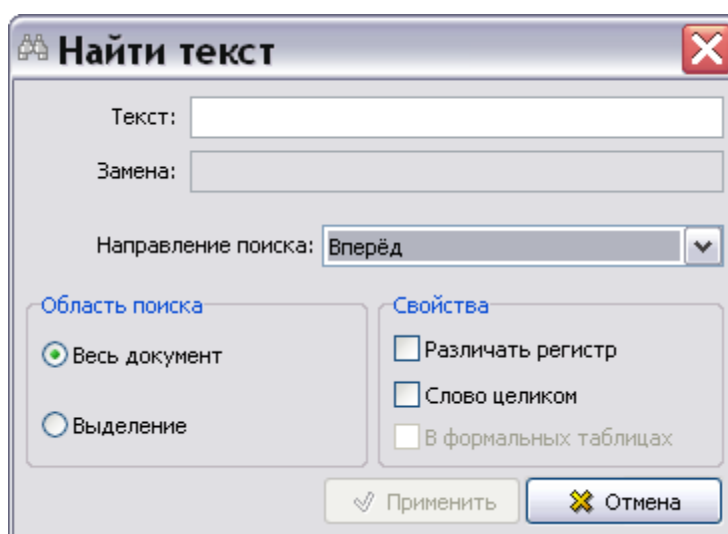 Найти текст
Текст:
Замена:
Направление поиска: Вперёд
Область поиска
Весь документ
Выделение
Свойства
Различать регистр
Слово целиком
В формальных таблицах
Применить
Отмена